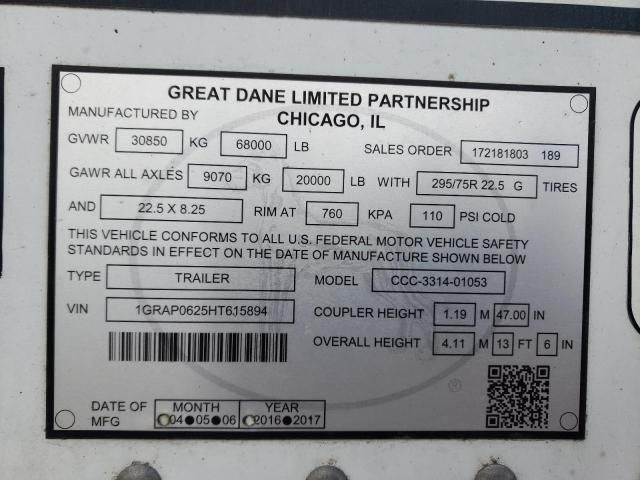 GREAT DANE LIMITED PARTNERSHIP
MANUFACTURED BY CHICAGO, IL
GVWR 30850 KG 68000 LB SALES ORDER 172181803 189
GAWR ALL AXLES 9070 KG 20000 LB WITH 295/75R 22.5 G TIRES
AND 22.5 X 8.25 RIM AT 760 KPA 110 PSI COLD
THIS VEHICLE CONFORMS TO ALL U.S. FEDERAL MOTOR VEHICLE SAFETY
STANDARDS IN EFFECT ON THE DATE OF MANUFACTURE SHOWN BELOW
TYPE TRAILER MODEL CCC-3314-01053
VIN 1GRAP0625HT615894 COUPLER HEIGHT 1.19 M 47.00 IN
OVERALL HEIGHT 4.11 M 13 FT 6 IN
DATE OF MFG MONTH YEAR
04 05 06 2016 2017